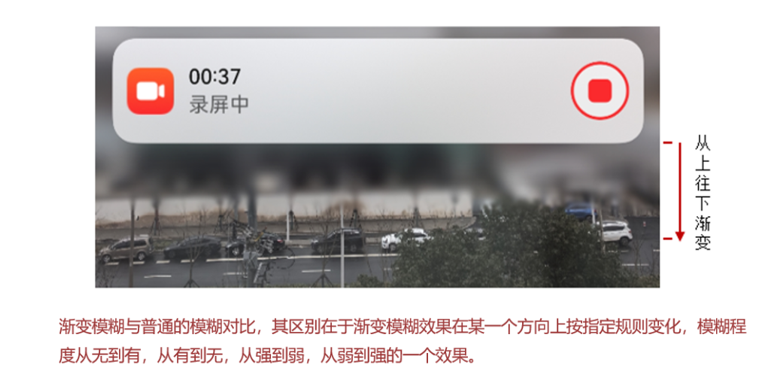 00:37
录屏中
从上往下渐变
渐变模糊与普通的模糊对比，其区别在于渐变模糊效果在某一个方向上按指定规则变化，模糊程
度从无到有，从有到无，从强到弱，从弱到强的一个效果。